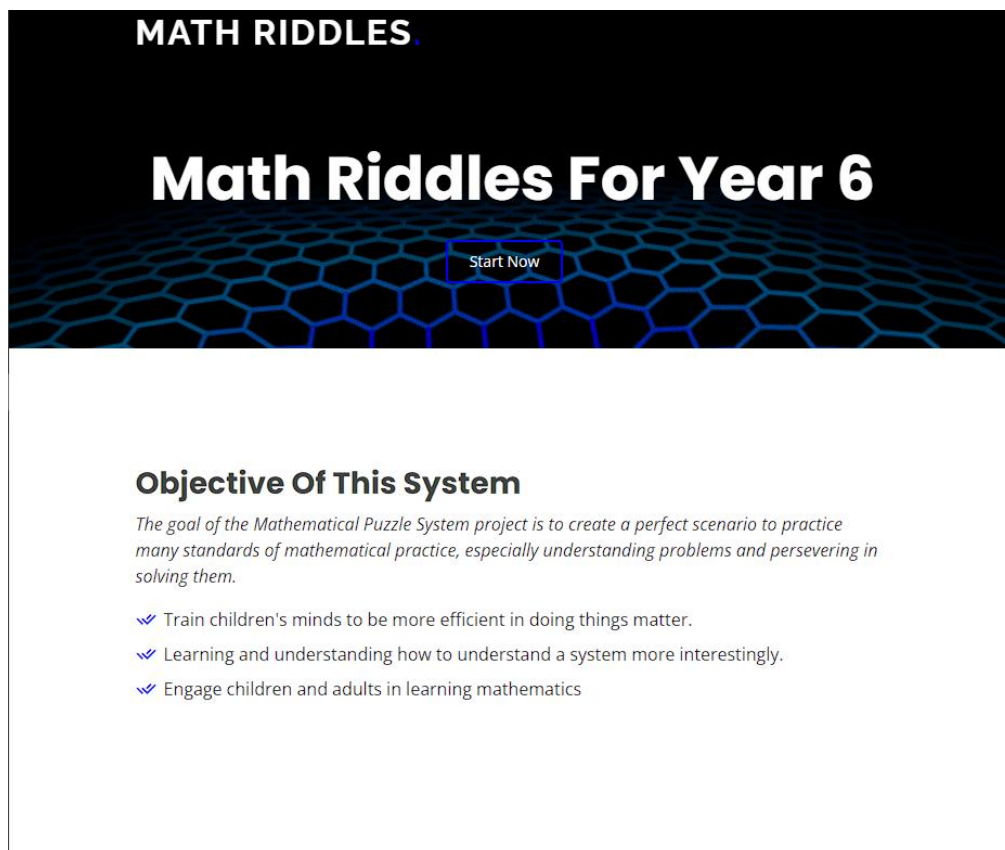 MATH RIDDLES.
Math Riddles For Year 6
Start Now
Objective Of This System
The goal of the Mathematical Puzzle System project is to create a perfect scenario to practice
many standards of mathematical practice, especially understanding problems and persevering in
solving them.
Train children's minds to be more efficient in doing things matter.
Learning and understanding how to understand a system more interestingly.
Engage children and adults in learning mathematics